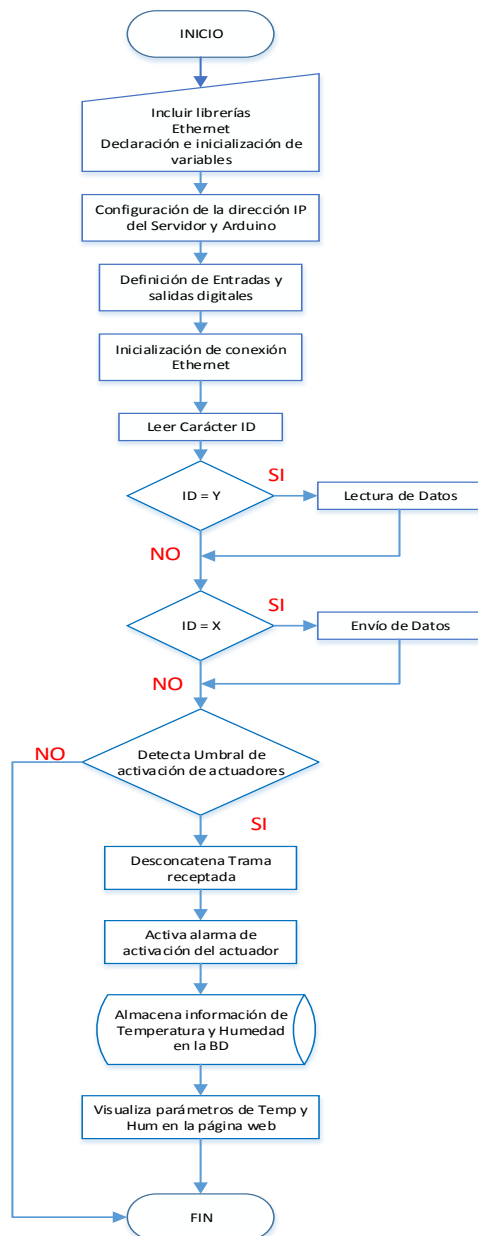 INICIO
Incluir librerías
Ethernet
Declaración e inicialización de
variables
Configuración de la dirección IP
del Servidor y Arduino
Definición de Entradas y
salidas digitales
Inicialización de conexión
Ethernet
Leer Carácter ID
ID = Y
SI
Lectura de Datos
NO
ID = X
SI
Envío de Datos
NO
Detecta Umbral de
activación de actuadores
NO
SI
Desconcatena Trama
receptada
Activa alarma de
activación del actuador
Almacena información de
Temperatura y Humedad
en la BD
Visualiza parámetros de Temp y
Hum en la página web
FIN